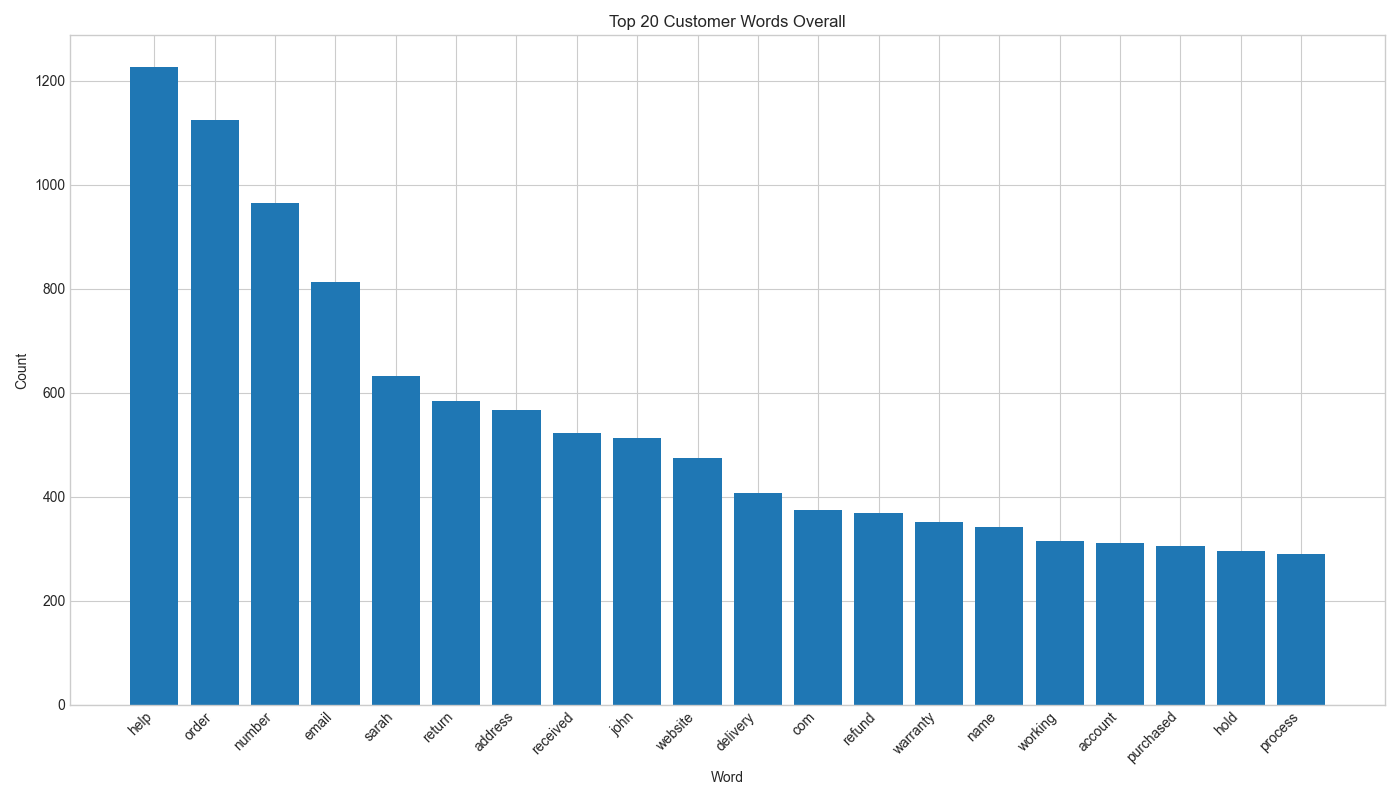 Top 20 Customer Words Overall
Count
1200
1000
800
600
400
200
0
help
order
number
email
sarah
return
address
received
john
website
delivery
com
refund
warranty
name
working
account
purchased
hold
process
Word